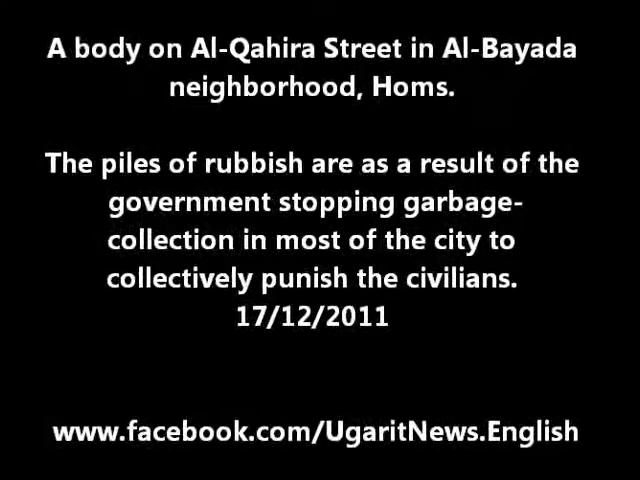 A body on Al-Qahira Street in Al-Bayada
neighborhood, Homs.
The piles of rubbish are as a result of the
government stopping garbage-
collection in most of the city to
collectively punish the civilians.
17/12/2011
www.facebook.com/UgaritNews.English